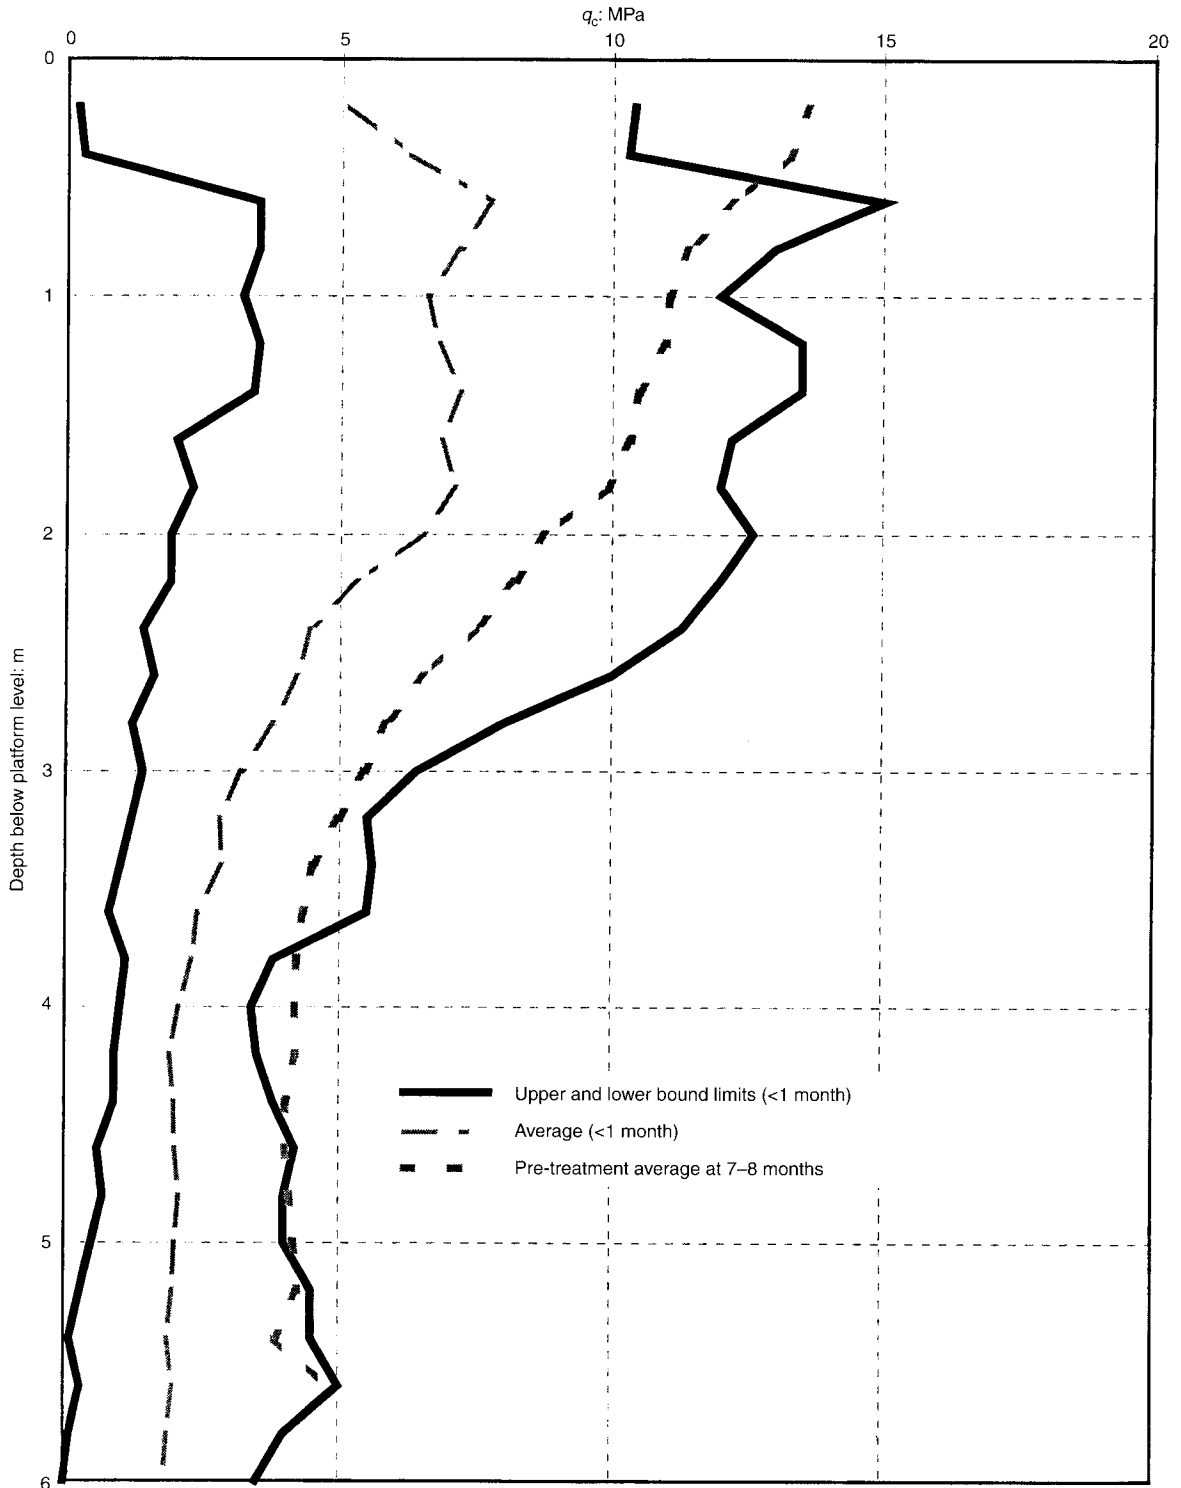 qc: MPa
0 5 10 15 20
0
1
2
3
4
5
6
Depth below platform level: m
Upper and lower bound limits (<1 month)
Average (<1 month)
Pre-treatment average at 7–8 months